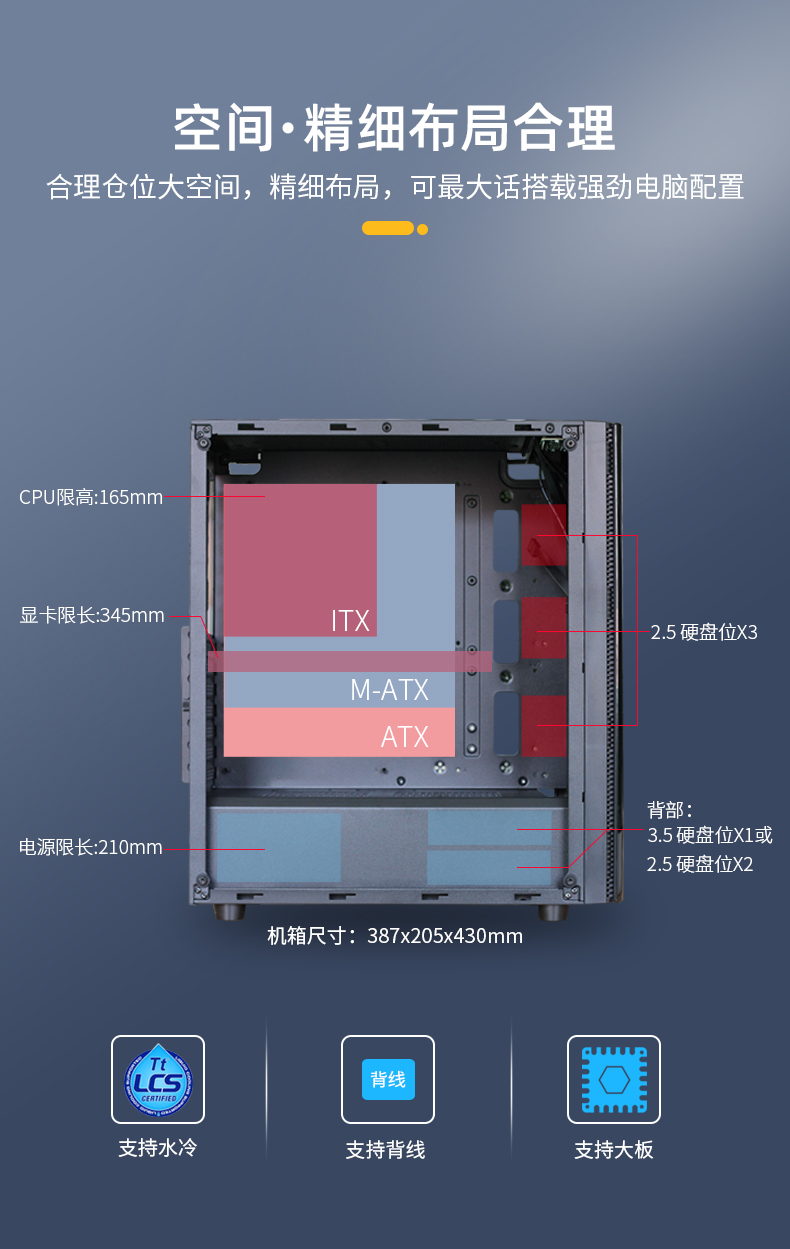 空间·精细布局合理
合理仓位大空间，精细布局，可最大话搭载强劲电脑配置
CPU限高:165mm
ITX
显卡限长:345mm
2.5 硬盘位X3
M-ATX
ATX
背部：
3.5 硬盘位X1或
2.5 硬盘位X2
电源限长:210mm
机箱尺寸：387x205x430mm
Tt
LCS
CERTIFIED
背线
支持水冷
支持背线
支持大板